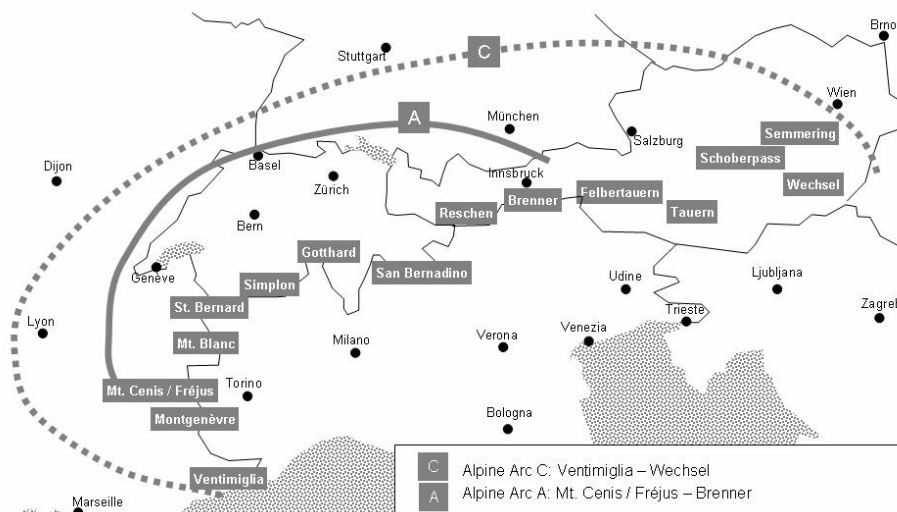 Brno
Stuttgart
C
Wien
A
München
Salzburg
Semmering
Schoberpass
Basel
Dijon
Zürich
Innsbruck
Wechsel
Brenner
Felbertauern
Reschen
Tauern
Bern
Gotthard
San Bernadino
Genève
Simplon
Udine
Ljubljana
St. Bernard
Trieste
Zagreb
Lyon
Mt. Blanc
Milano
Verona
Venezia
Mt. Cenis / Fréjus
Torino
Montgenèvre
Bologna
Ventimiglia
Marseille
C Alpine Arc C: Ventimiglia – Wechsel
A Alpine Arc A: Mt. Cenis / Fréjus – Brenner